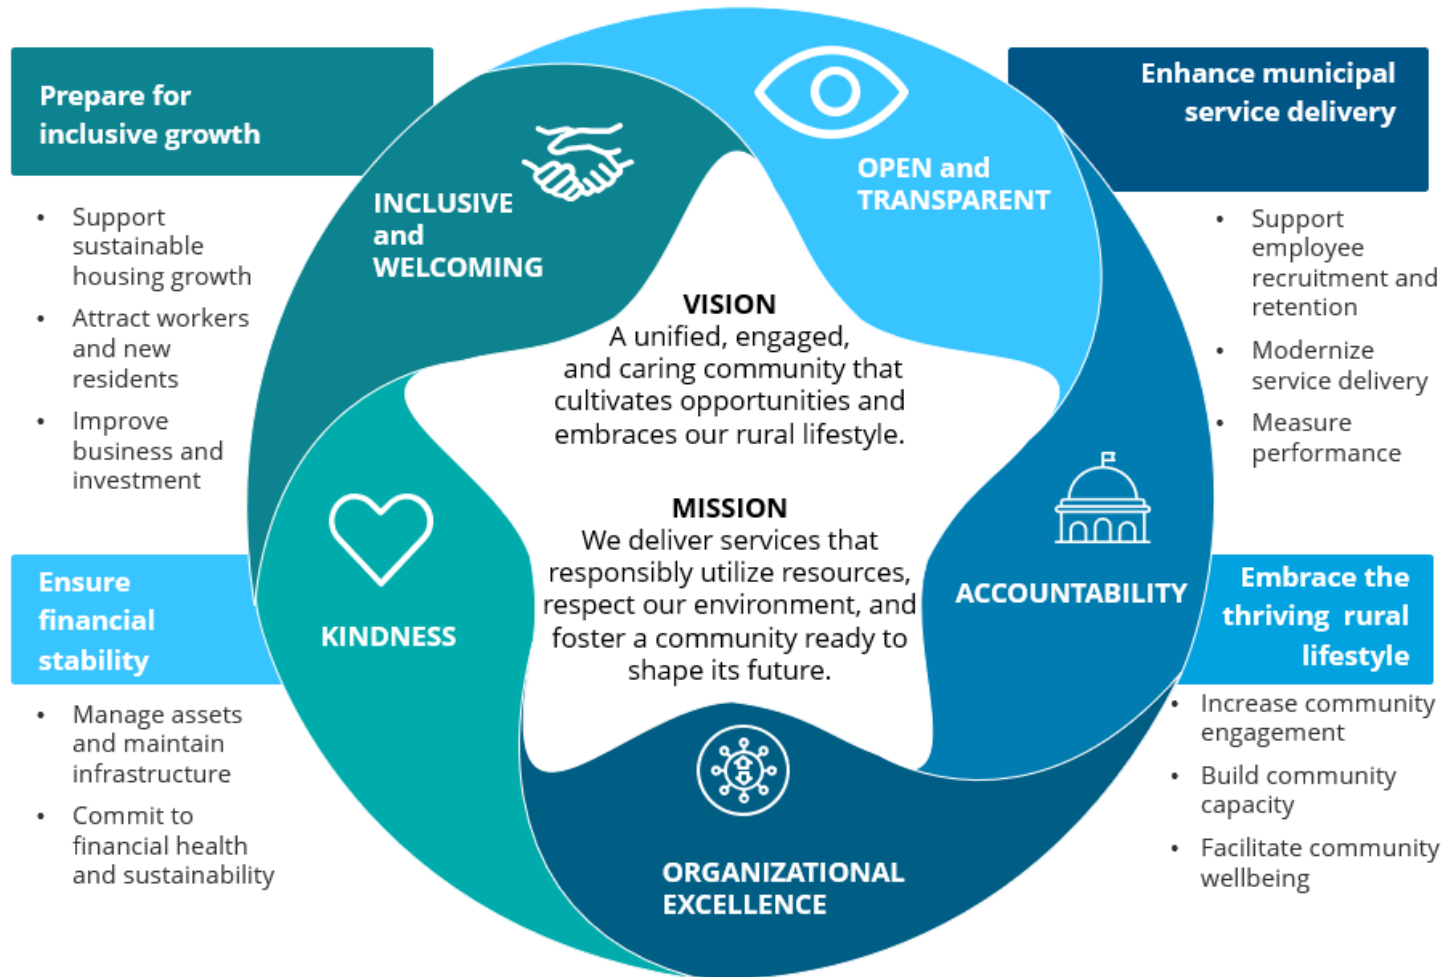 Prepare for
inclusive growth
• Support
sustainable
housing growth
• Attract workers
and new
residents
• Improve
business and
investment
Ensure
financial
stability
• Manage assets
and maintain
infrastructure
• Commit to
financial health
and sustainability
INCLUSIVE
and
WELCOMING
OPEN and
TRANSPARENT
KINDNESS
ACCOUNTABILITY
ORGANIZATIONAL
EXCELLENCE
VISION
A unified, engaged,
and caring community that
cultivates opportunities and
embraces our rural lifestyle.
MISSION
We deliver services that
responsibly utilize resources,
respect our environment, and
foster a community ready to
shape its future.
Enhance municipal
service delivery
• Support
employee
recruitment and
retention
• Modernize
service delivery
• Measure
performance
Embrace the
thriving rural
lifestyle
• Increase community
engagement
• Build community
capacity
• Facilitate community
wellbeing